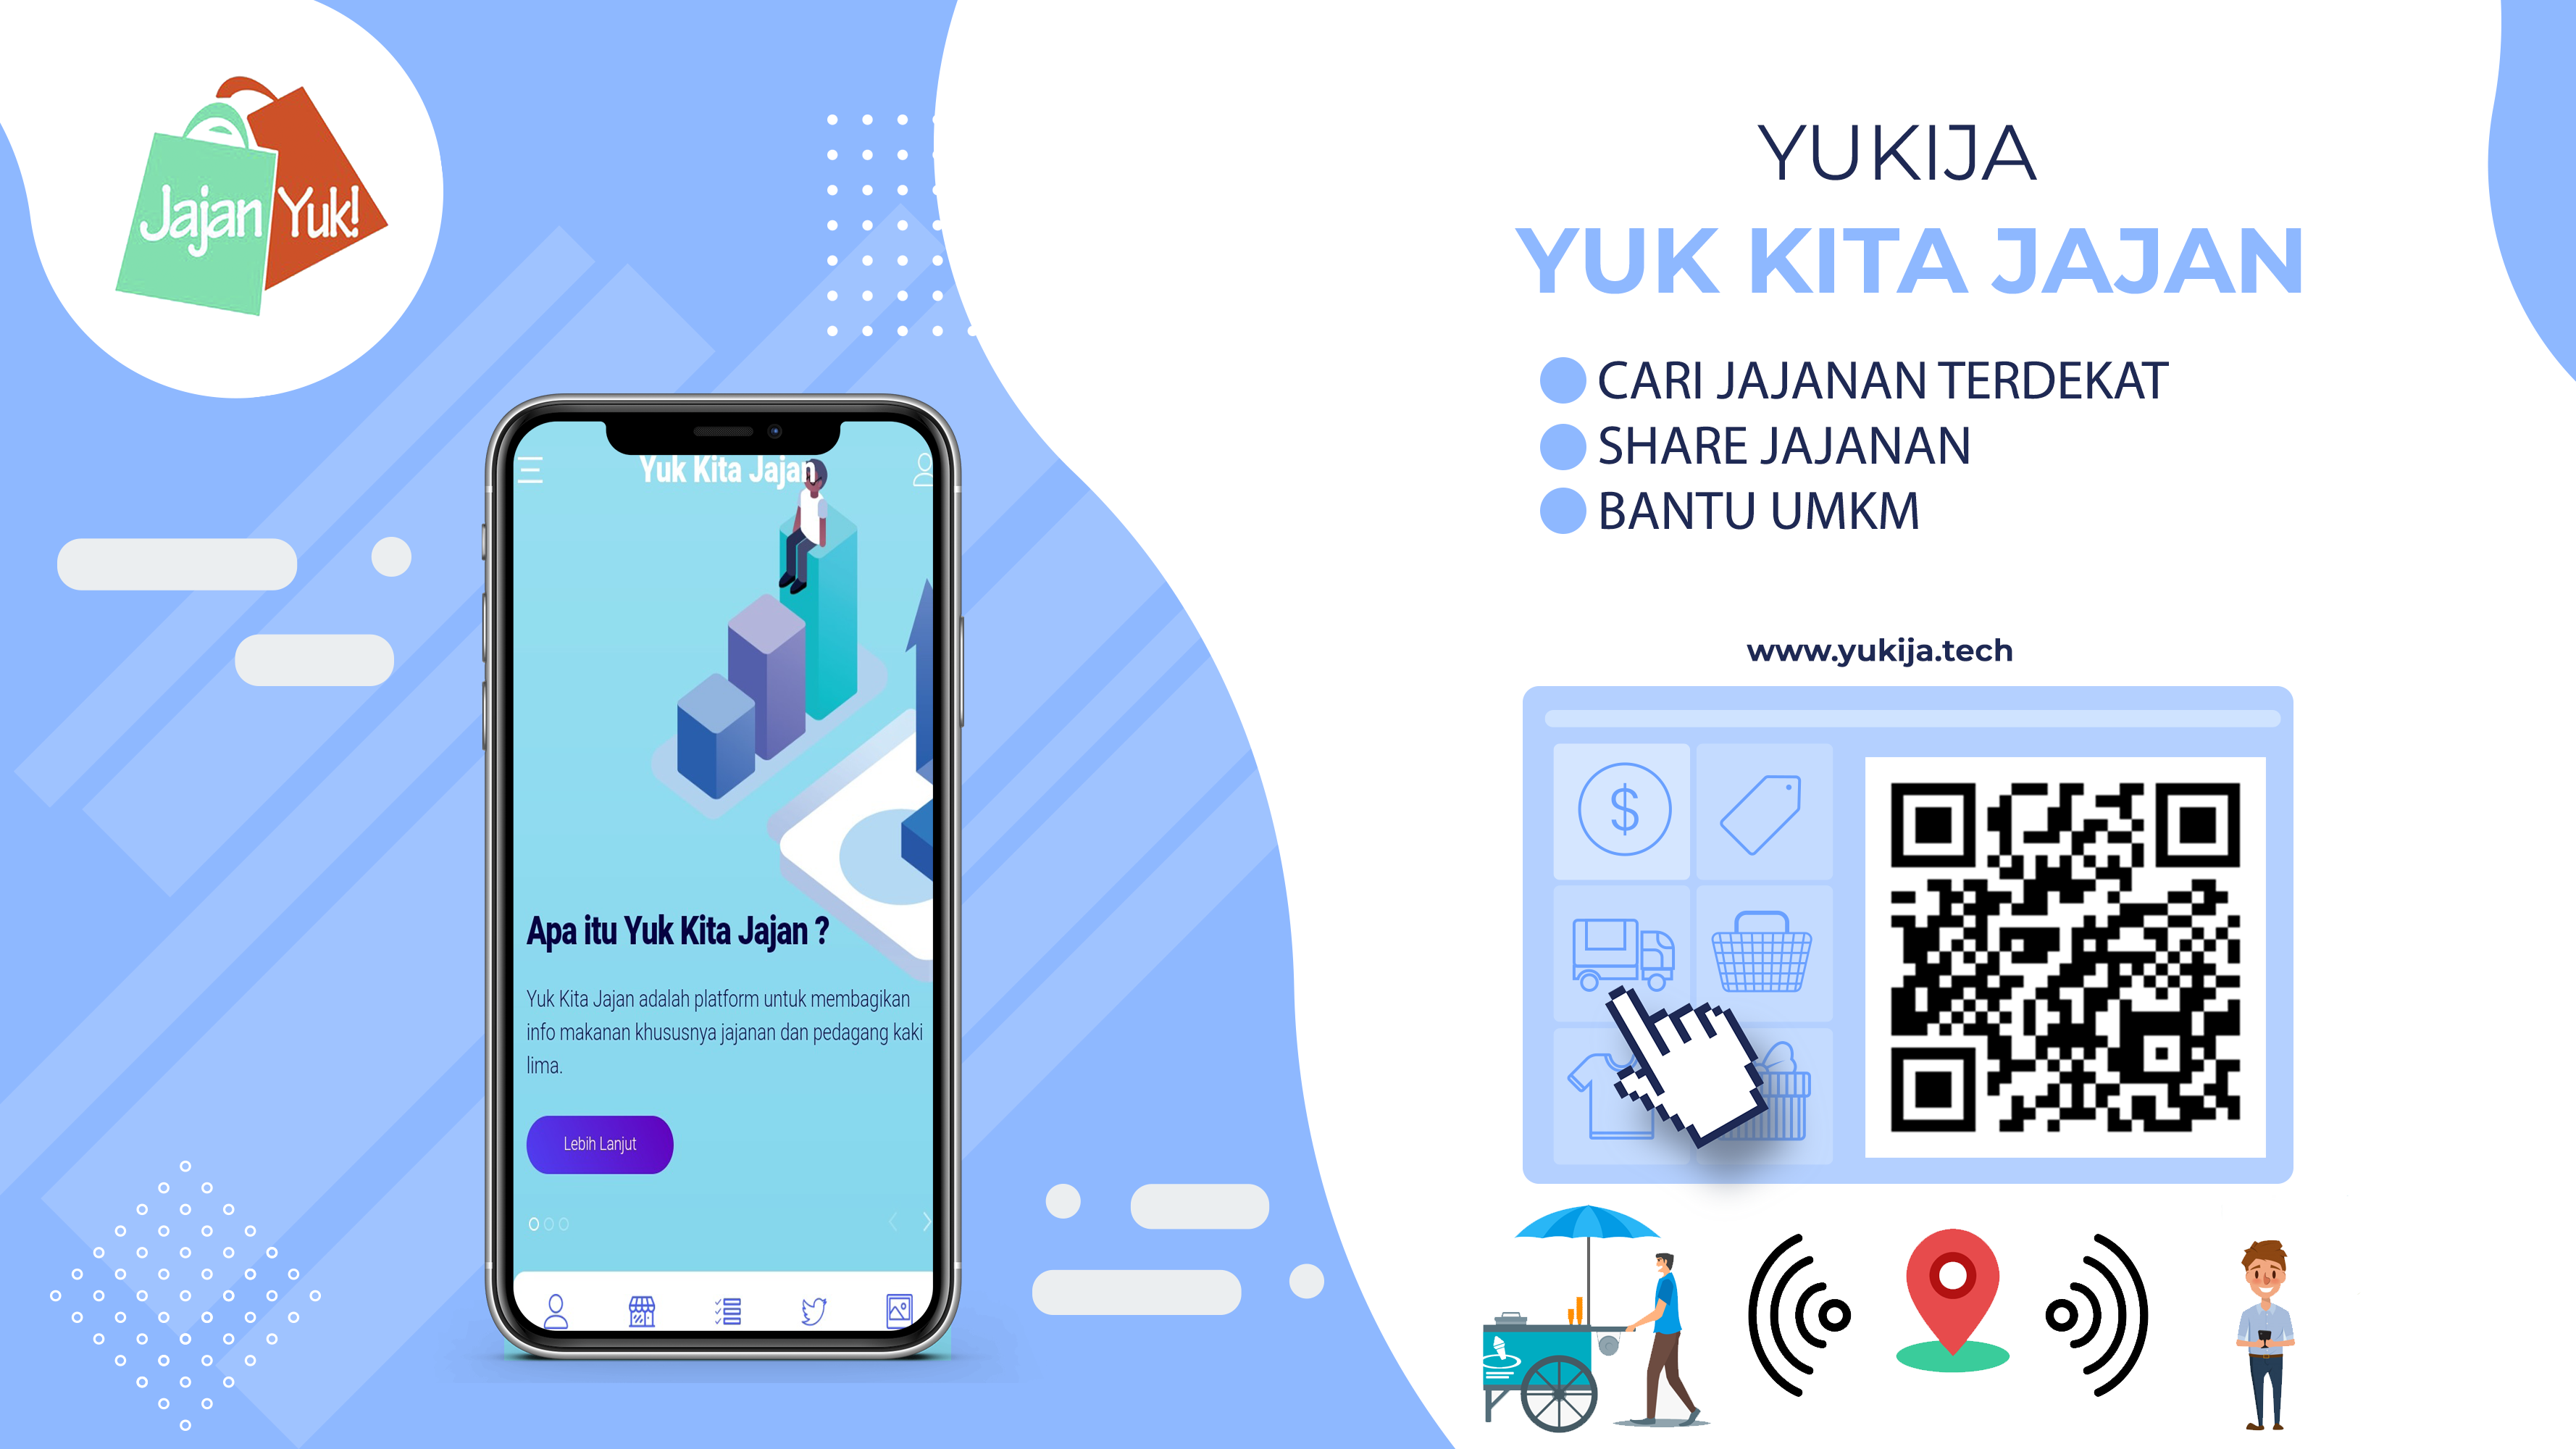 Jajan Yuk!
Yuk Kita Jajan
Apa itu Yuk Kita Jajan ?
Yuk Kita Jajan adalah platform untuk membagikan
info makanan khususnya jajanan dan pedagang kaki
lima.
Lebih Lanjut
YUKIJA
YUK KITA JAJAN
CARI JAJANAN TERDEKAT
SHARE JAJANAN
BANTU UMKM
www.yukija.tech
$